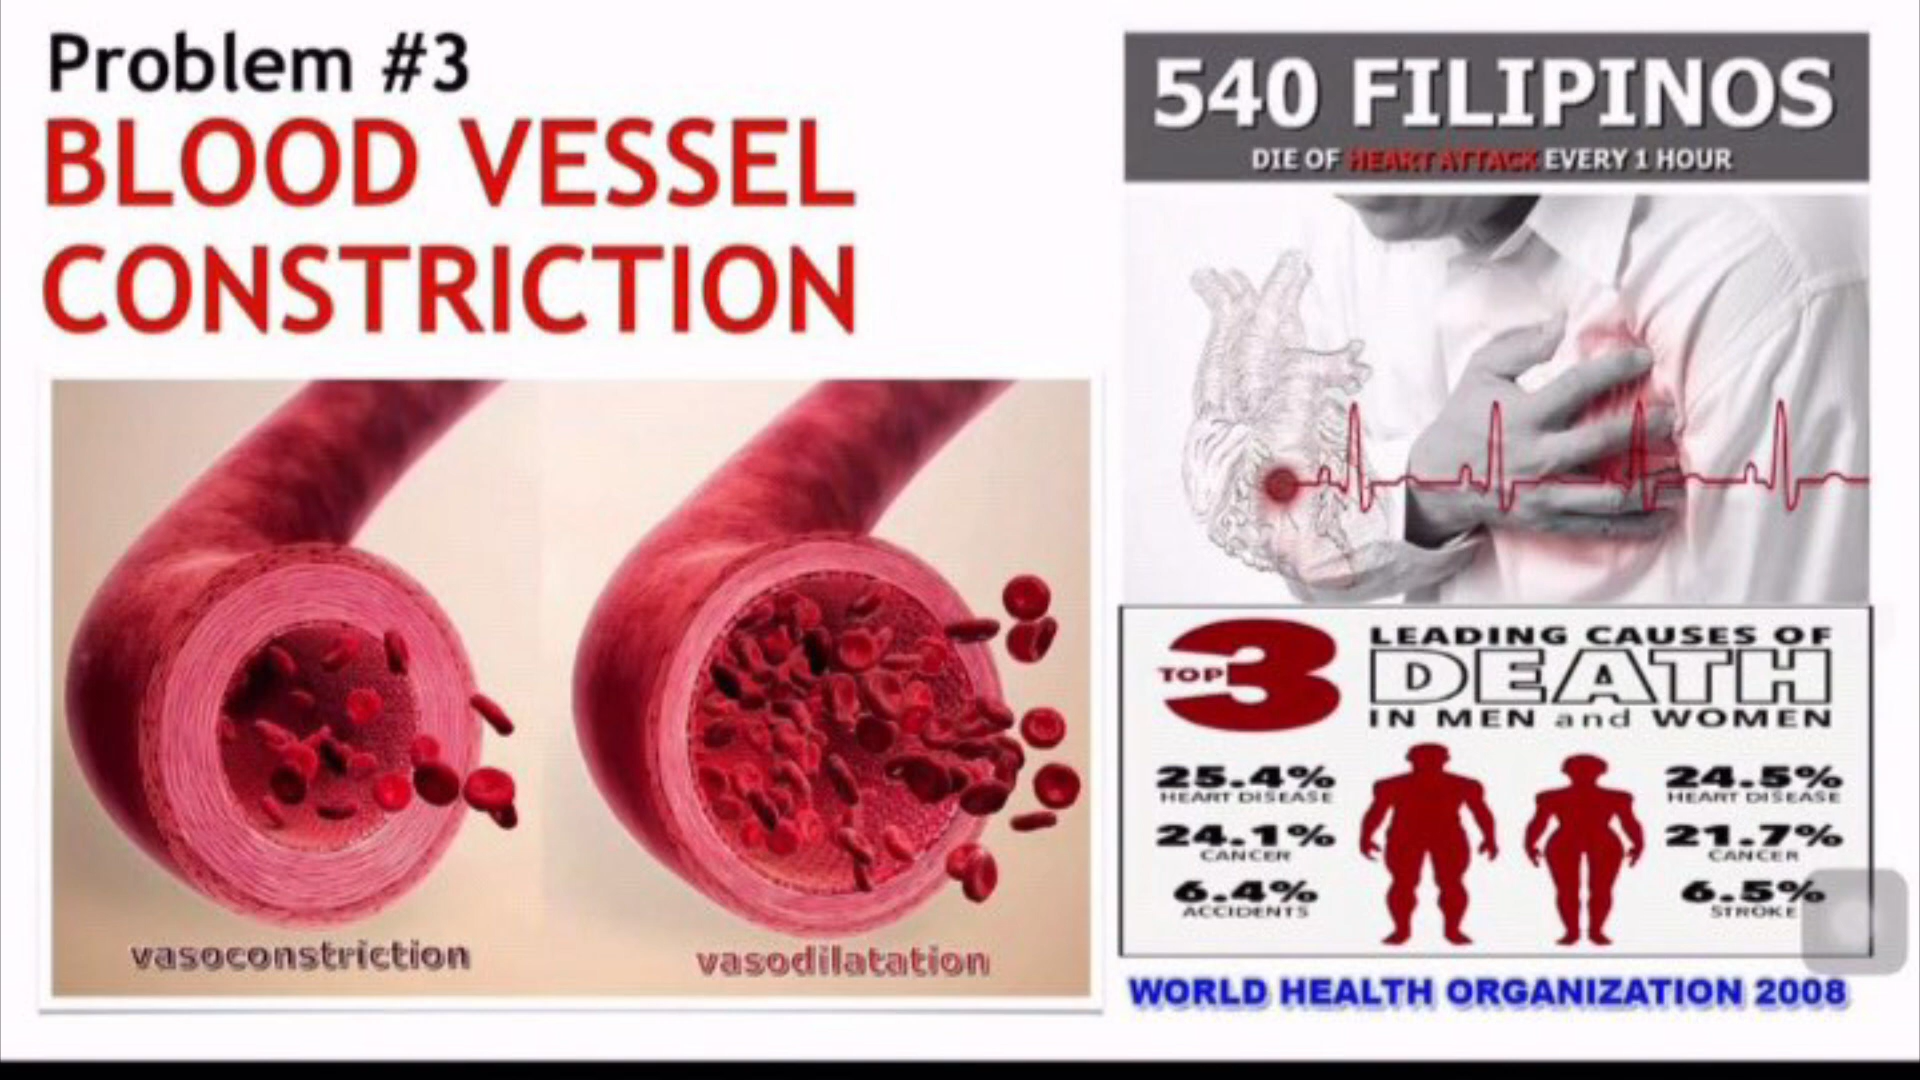 Problem #3
BLOOD VESSEL
CONSTRICTION
vasoconstriction
vasodilatation
540 FILIPINOS
DIE OF HEART ATTACK EVERY 1 HOUR
TOP 3
LEADING CAUSES OF
DEATH
IN MEN and WOMEN
25.4%
HEART DISEASE
24.1%
CANCER
6.4%
ACCIDENTS
24.5%
HEART DISEASE
21.7%
CANCER
6.5%
STROKE
WORLD HEALTH ORGANIZATION 2008